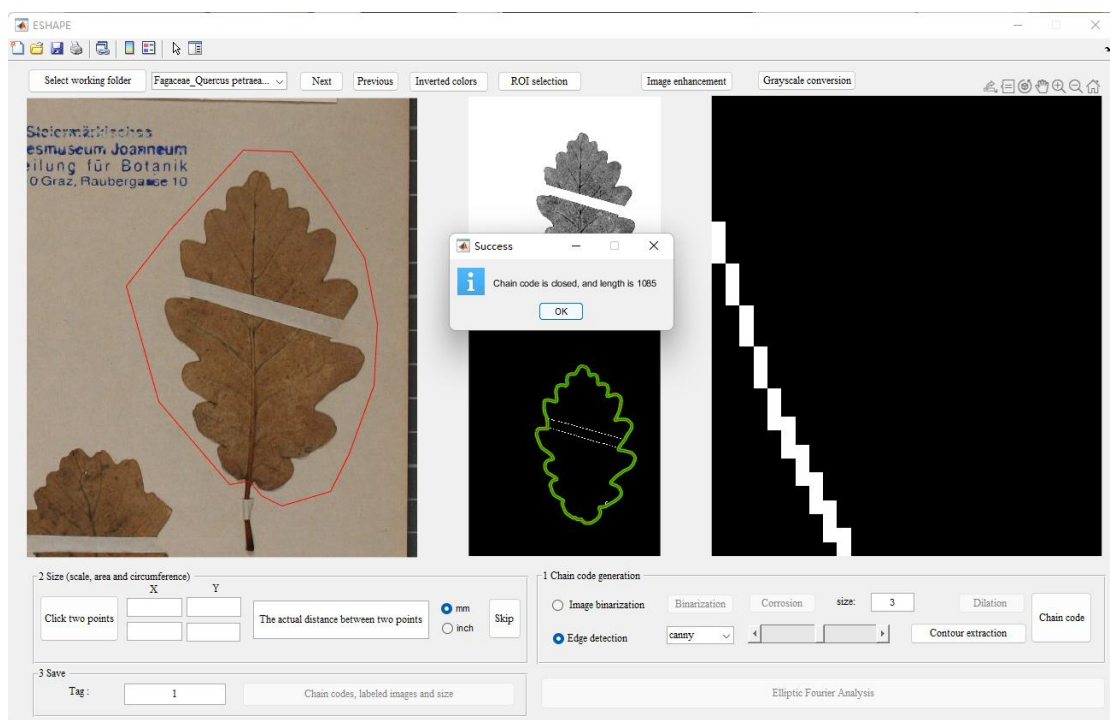 ESHAPE
Select working folder
Fagaceae_Quercus petraea...
Next
Previous
Inverted colors
ROI selection
Image enhancement
Grayscale conversion
Steiermärkisches
esmuseum Joanneum
eilung für Botanik
0 Graz, Raubergasse 10
Success
Chain code is closed, and length is 1085
OK
2 Size (scale, area and circumference)
X Y
Click two points
The actual distance between two points
mm
inch
Skip
1 Chain code generation
Image binarization
Binarization
Corrosion
size:
3
Dilation
Chain code
Edge detection
canny
Contour extraction
3 Save
Tag :
1
Chain codes, labeled images and size
Elliptic Fourier Analysis